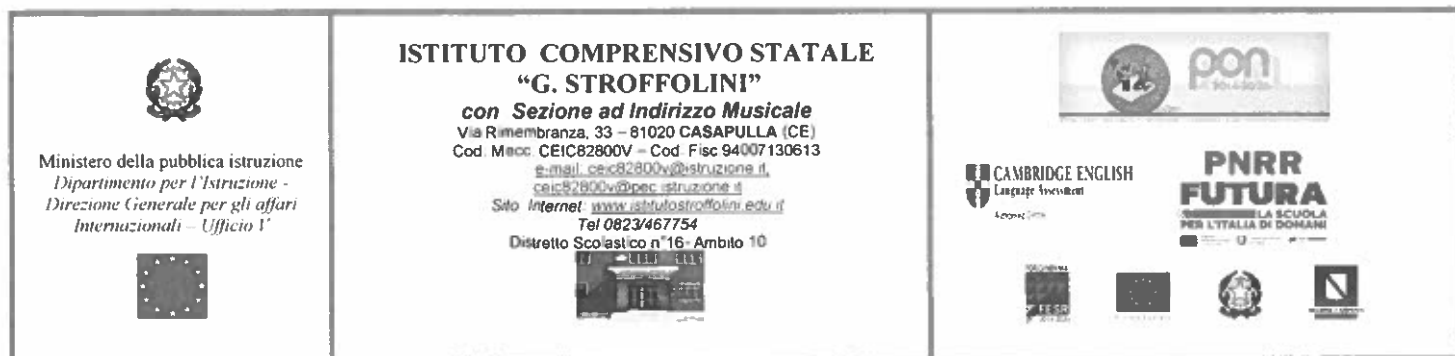 Ministero della pubblica istruzione
Dipartimento per l'Istruzione -
Direzione Generale per gli affari
Internazionali – Ufficio V
ISTITUTO COMPRENSIVO STATALE
“G. STROFFOLINI”
con Sezione ad Indirizzo Musicale
Via Rimembranza, 33 – 81020 CASAPULLA (CE)
Cod. Mecc. CEIC82800V – Cod. Fisc 94007130613
e-mail: ceic82800v@istruzione.it,
ceic82800v@pec.istruzione.it
Sito Internet: www.istitutostroffolini.edu.it
Tel 0823/467754
Distretto Scolastico n°16- Ambito 10
pon
2014-2020
CAMBRIDGE ENGLISH
Language Assessment
PNRR
FUTURA
LA SCUOLA
PER L'ITALIA DI DOMANI
FESR